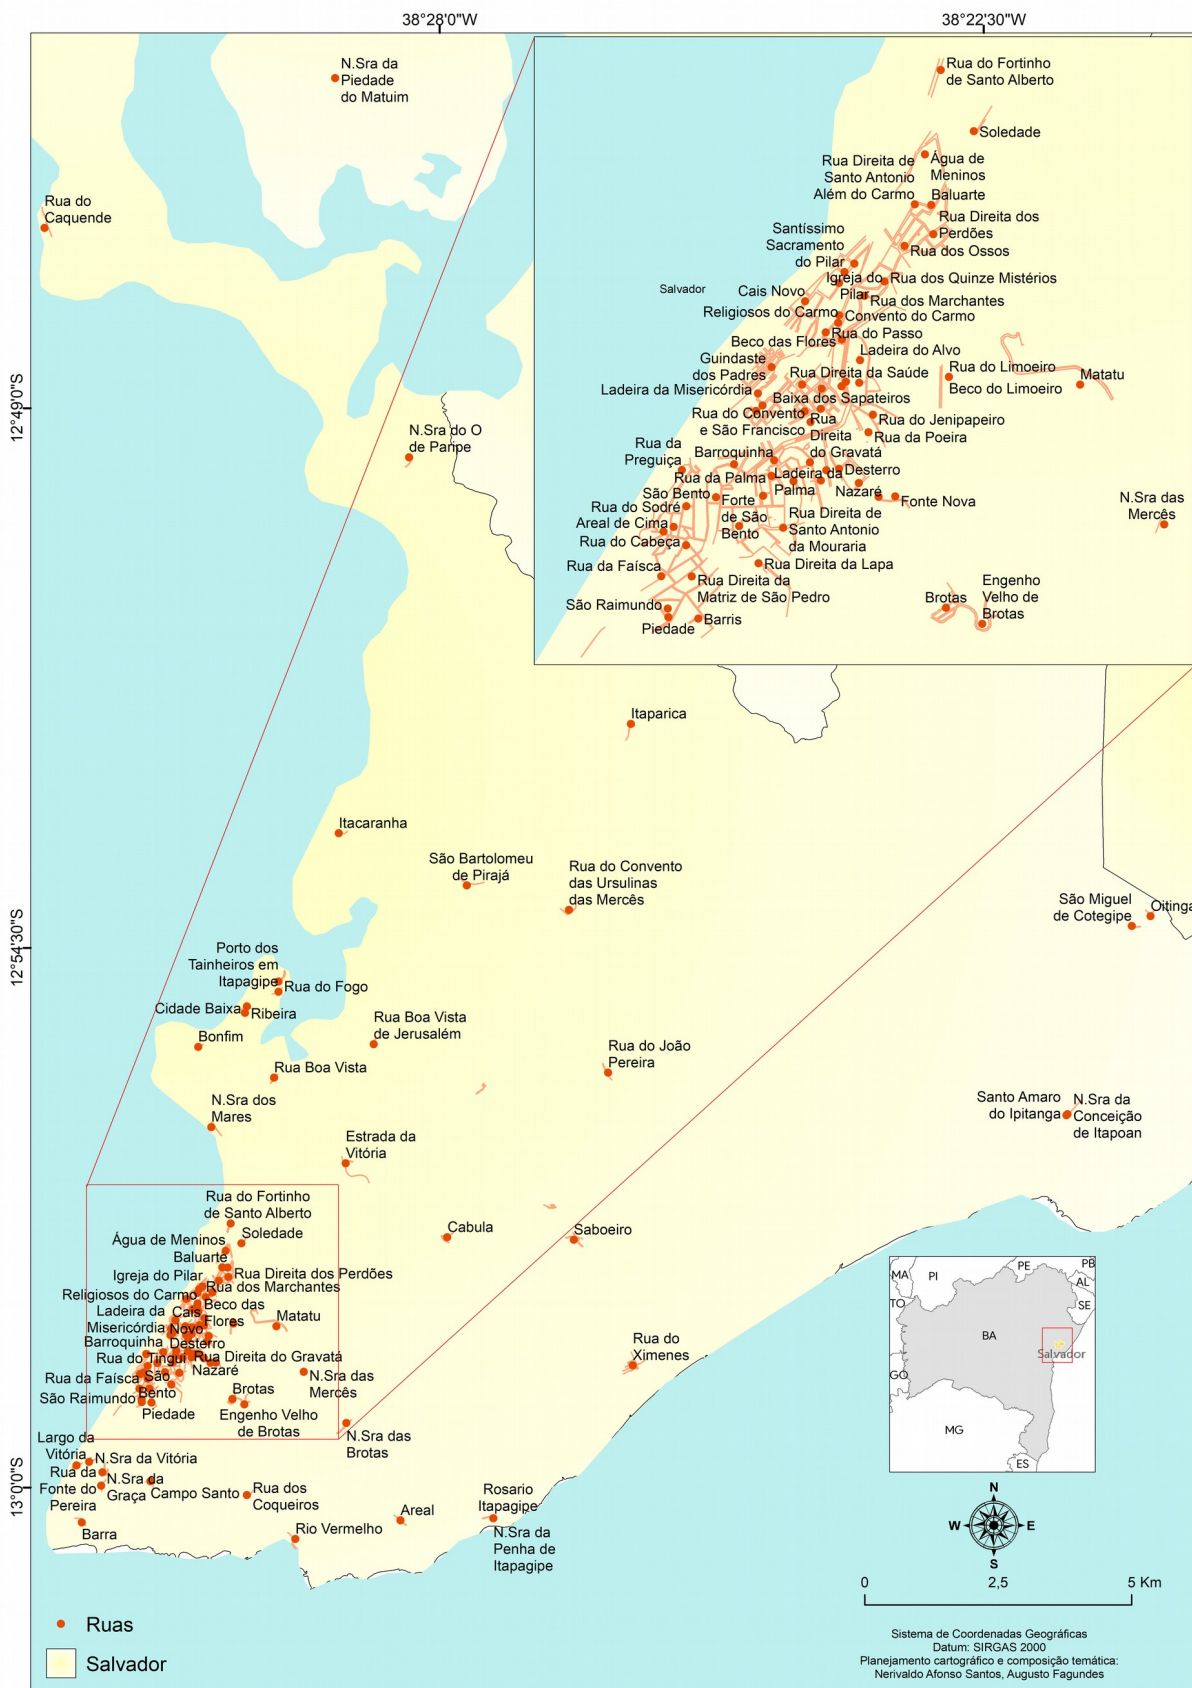 38°28'0"W
38°22'30"W
N.Sra da
Piedade
do Matuim
Rua do
Caquende
12°49'0"S
N.Sra do O
de Paripe
Rua do Fortinho
de Santo Alberto
Soledade
Rua Direita de
Santo Antonio
Além do Carmo
Água de
Meninos
Baluarte
Rua Direita dos
Perdões
Rua dos Ossos
Santíssimo
Sacramento
do Pilar
Igreja do
Pilar
Rua dos Quinze Mistérios
Salvador
Cais Novo
Rua dos Marchantes
Religiosos do Carmo
Convento do Carmo
Rua do Passo
Beco das Flores
Ladeira do Alvo
Guindaste
dos Padres
Rua Direita da Saúde
Rua do Limoeiro
Beco do Limoeiro
Matatu
Ladeira da Misericórdia
Baixa dos Sapateiros
Rua do Convento
e São Francisco
Rua
Direita
do Gravatá
Rua do Jenipapeiro
Rua da Poeira
Rua da
Preguiça
Barroquinha
Rua da Palma
Ladeira da
Palma
Desterro
Nazaré
Fonte Nova
São Bento
Forte
de São
Bento
Rua do Sodré
Areal de Cima
Rua do Cabeça
Rua Direita de
Santo Antonio
da Mouraria
N.Sra das
Mercês
Rua da Faísca
Rua Direita da Lapa
Rua Direita da
Matriz de São Pedro
São Raimundo
Piedade
Barris
Brotas
Engenho
Velho de
Brotas
Itaparica
Itacaranha
São Bartolomeu
de Pirajá
Rua do Convento
das Ursulinas
das Mercês
São Miguel
de Cotegipe
Oitinga
12°54'30"S
Porto dos
Tainheiros em
Itapagipe
Rua do Fogo
Cidade Baixa
Ribeira
Bonfim
Rua Boa Vista
de Jerusalém
Rua Boa Vista
Rua do João
Pereira
N.Sra dos
Mares
Santo Amaro
do Ipitanga
N.Sra da
Conceição
de Itapoan
Estrada da
Vitória
Rua do Fortinho
de Santo Alberto
Soledade
Água de Meninos
Baluarte
Cabula
Saboeiro
Igreja do Pilar
Rua Direita dos Perdões
Rua dos Marchantes
Religiosos do Carmo
Beco das
Flores
Ladeira da
Misericórdia
Cais
Novo
Matatu
Barroquinha
Desterro
Rua do Tingui
Rua Direita do Gravatá
Nazaré
Rua da Faísca
São
Bento
N.Sra das
Mercês
São Raimundo
Piedade
Brotas
Engenho Velho
de Brotas
Rua do
Ximenes
N.Sra das
Brotas
Largo da
Vitória
N.Sra da Vitória
Rua da
Fonte do
Pereira
N.Sra da
Graça
Campo Santo
Rua dos
Coqueiros
Barra
Rio Vermelho
Areal
Rosario
Itapagipe
N.Sra da
Penha de
Itapagipe
13°0'0"S
MA
PI
PE
PB
AL
SE
TO
BA
Salvador
GO
MG
ES
N
W
E
S
0
2,5
5 Km
Ruas
Salvador
Sistema de Coordenadas Geográficas
Datum: SIRGAS 2000
Planejamento cartográfico e composição temática:
Nerivaldo Afonso Santos, Augusto Fagundes